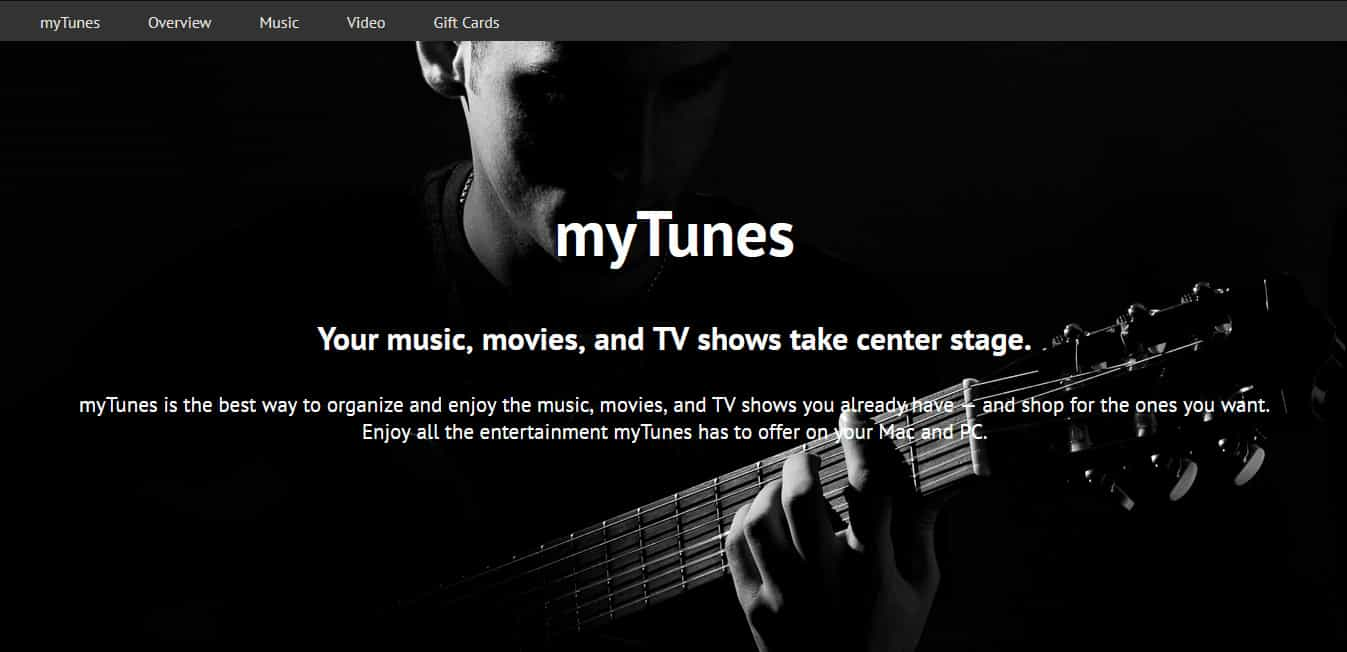 myTunes Overview Music Video Gift Cards
myTunes
Your music, movies, and TV shows take center stage.
myTunes is the best way to organize and enjoy the music, movies, and TV shows you already have — and shop for the ones you want.
Enjoy all the entertainment myTunes has to offer on your Mac and PC.